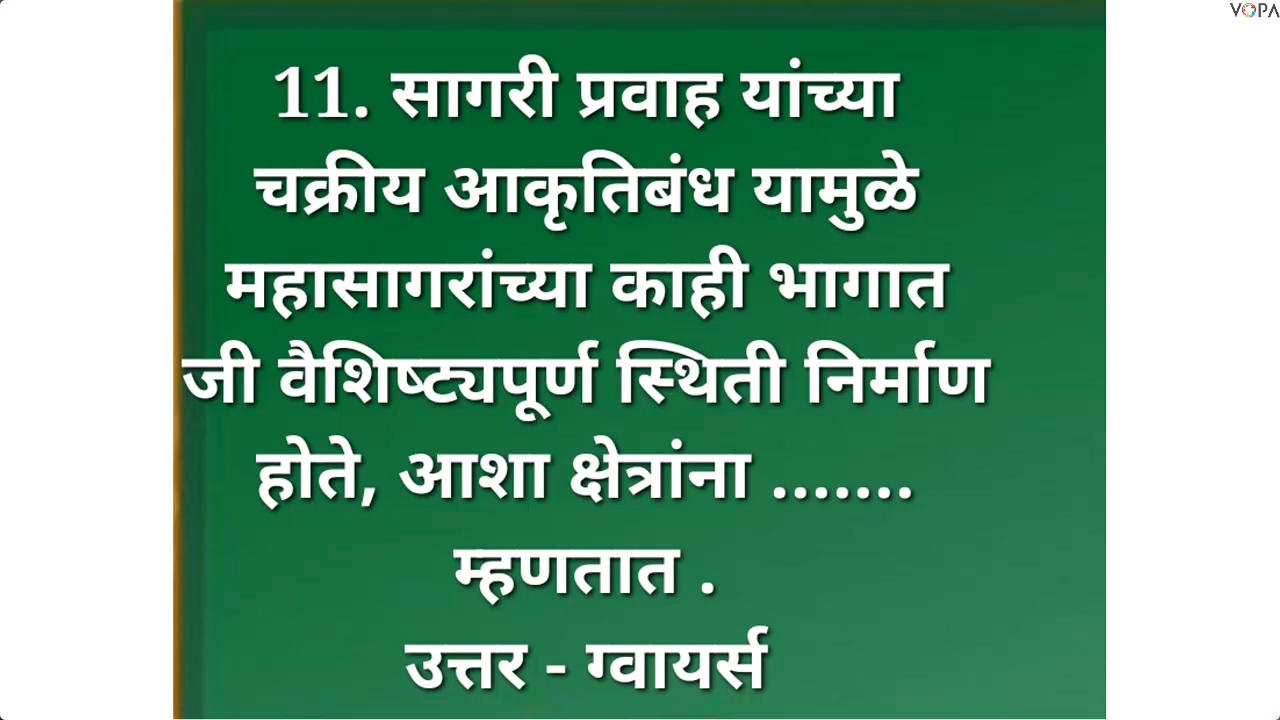 VOPA
11. सागरी प्रवाह यांच्या
चक्रीय आकृतिबंध यामुळे
महासागरांच्या काही भागात
जी वैशिष्ट्यपूर्ण स्थिती निर्माण
होते, आशा क्षेत्रांना .......
म्हणतात .
उत्तर - ग्वायर्स